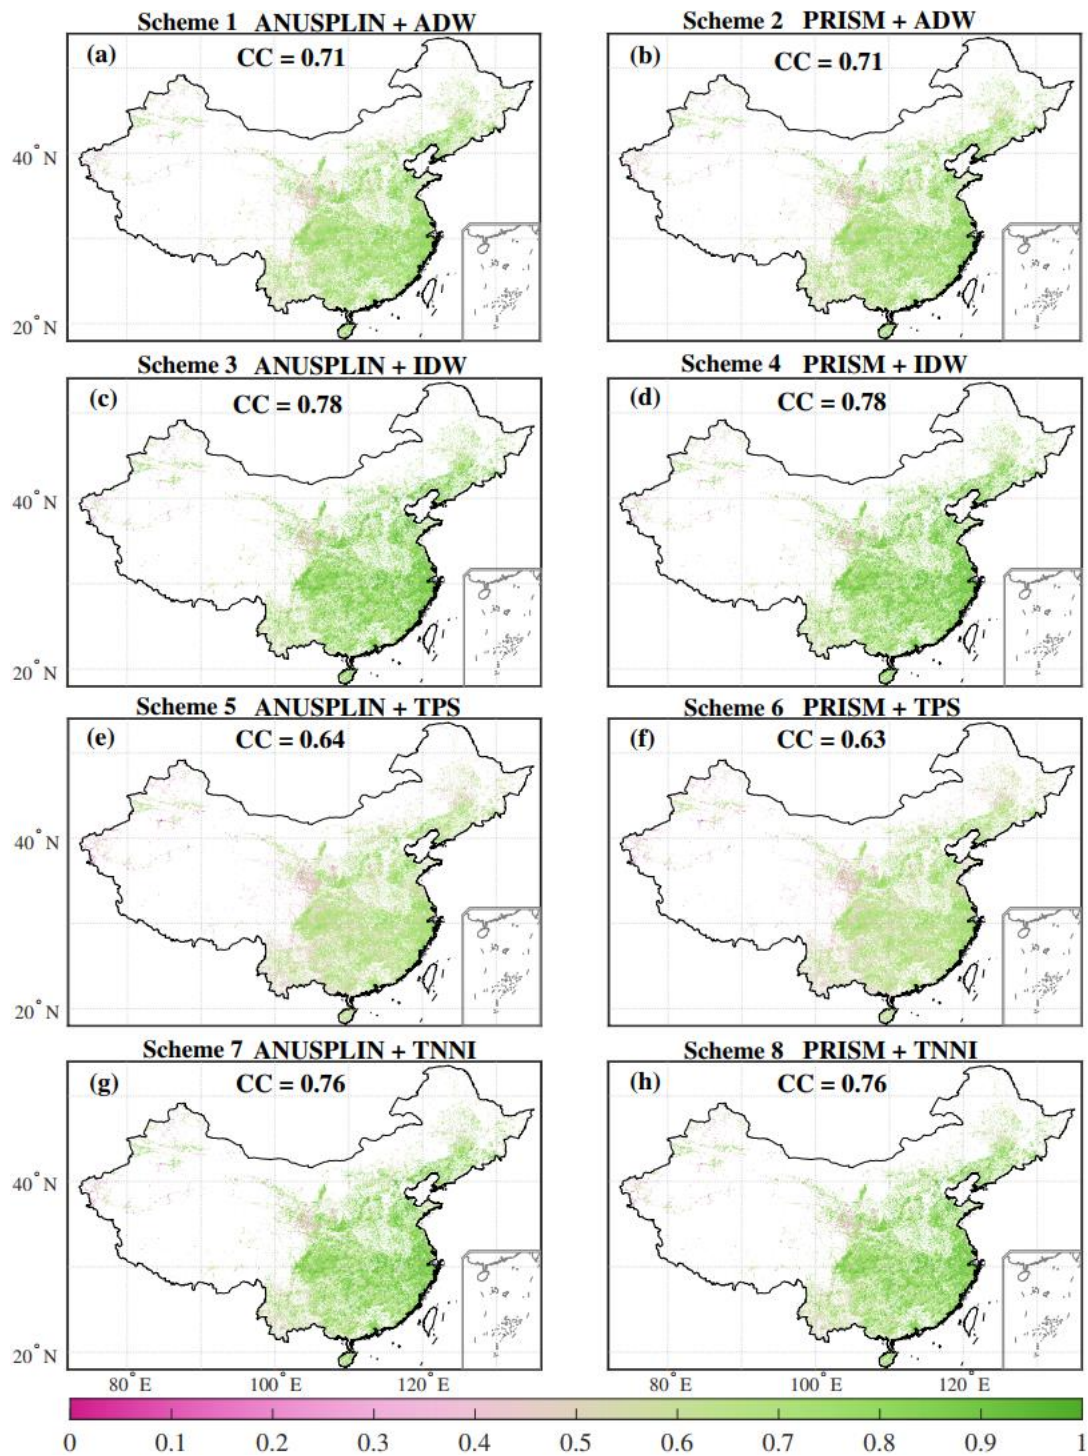 Scheme 1 ANUSPLIN + ADW
(a)
CC = 0.71
40° N
20° N
Scheme 2 PRISM + ADW
(b)
CC = 0.71
Scheme 3 ANUSPLIN + IDW
(c)
CC = 0.78
40° N
20° N
Scheme 4 PRISM + IDW
(d)
CC = 0.78
Scheme 5 ANUSPLIN + TPS
(e)
CC = 0.64
40° N
20° N
Scheme 6 PRISM + TPS
(f)
CC = 0.63
Scheme 7 ANUSPLIN + TNNI
(g)
CC = 0.76
40° N
20° N
80° E 100° E 120° E
Scheme 8 PRISM + TNNI
(h)
CC = 0.76
80° E 100° E 120° E
0 0.1 0.2 0.3 0.4 0.5 0.6 0.7 0.8 0.9 1